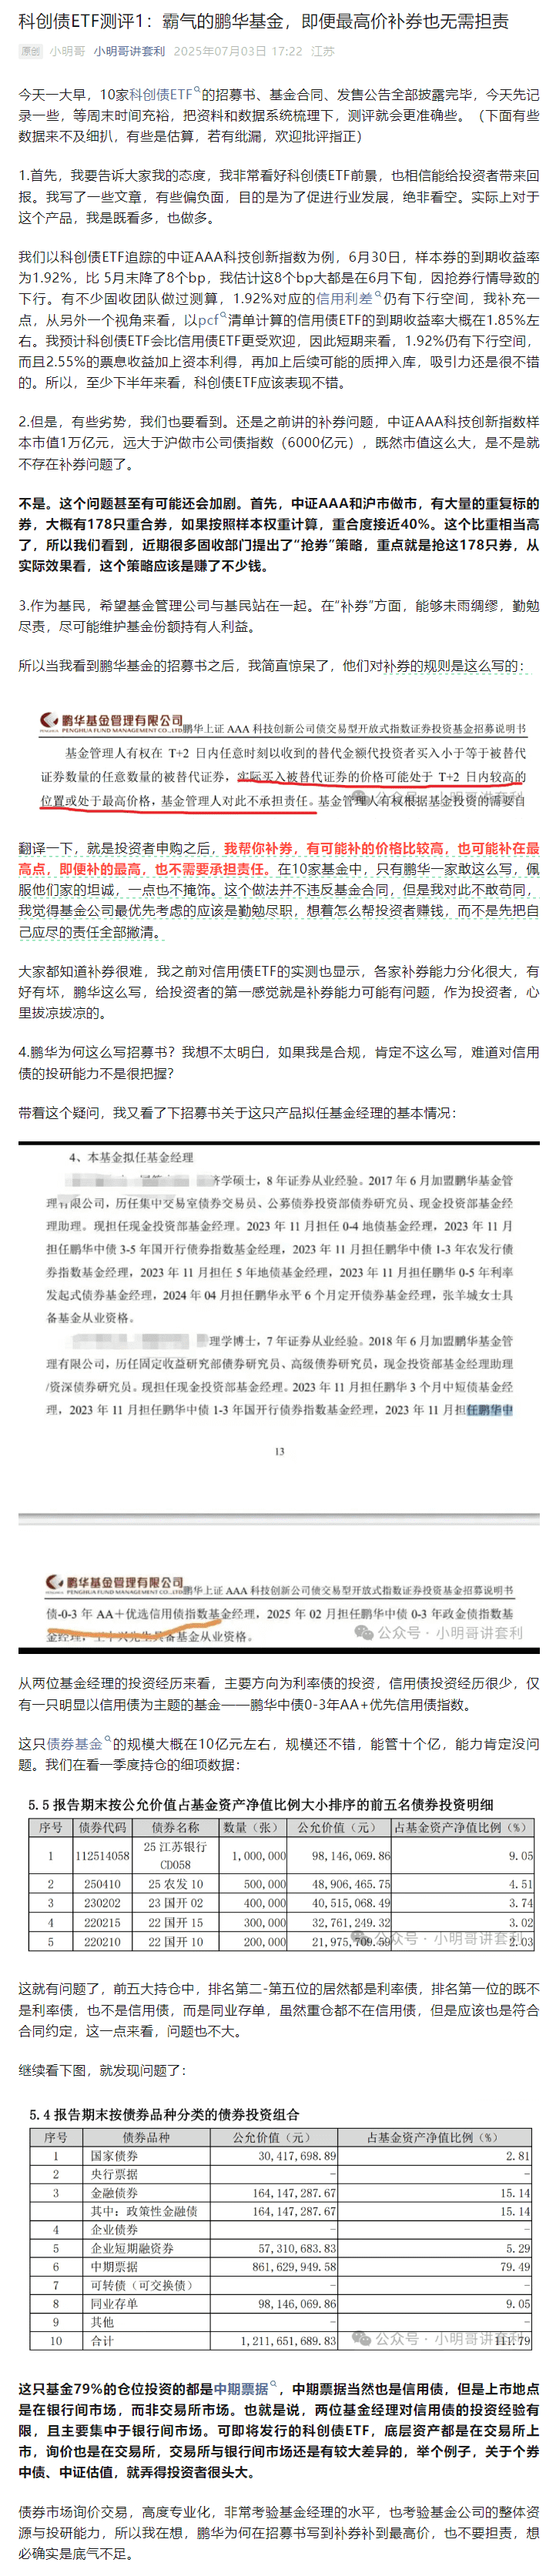 科创债ETF测评1：霸气的鹏华基金，即便最高价补券也无需担责
原创 小明哥 小明哥讲套利 2025年07月03日 17:22 江苏
今天一大早，10家科创债ETF的招募书、基金合同、发售公告全部披露完毕，今天先记
录一些，等周末时间充裕，把资料和数据系统梳理下，测评就会更准确些。（下面有些
数据来不及细扒，有些是估算，若有纰漏，欢迎批评指正）
1.首先，我要告诉大家我的态度，我非常看好科创债ETF前景，也相信能给投资者带来回
报。我写了一些文章，有些偏负面，目的是为了促进行业发展，绝非看空。实际上对于
这个产品，我是既看多，也做多。
我们以科创债ETF追踪的中证AAA科技创新指数为例，6月30日，样本券的到期收益率
为1.92%，比 5月末降了8个bp，我估计这8个bp大都是在6月下旬，因抢券行情导致的
下行。有不少固收团队做过测算，1.92%对应的信用利差仍有下行空间，我补充一
点，从另外一个视角来看，以pcf清单计算的信用债ETF的到期收益率大概在1.85%左
右。我预计科创债ETF会比信用债ETF更受欢迎，因此短期来看，1.92%仍有下行空间，
而且2.55%的票息收益加上资本利得，再加上后续可能的质押入库，吸引力还是很不错
的。所以，至少下半年来看，科创债ETF应该表现不错。
2.但是，有些劣势，我们也要看到。还是之前讲的补券问题，中证AAA科技创新指数样
本市值1万亿元，远大于沪做市公司债指数（6000亿元），既然市值这么大，是不是就
不存在补券问题了。
不是。这个问题甚至有可能还会加剧。首先，中证AAA和沪市做市，有大量的重复标的
券，大概有178只重合券，如果按照样本权重计算，重合度接近40%。这个比重相当高
了，所以我们看到，近期很多固收部门提出了“抢券”策略，重点就是抢这178只券，从
实际效果看，这个策略应该是赚了不少钱。
3.作为基民，希望基金管理公司与基民站在一起。在“补券”方面，能够未雨绸缪，勤勉
尽责，尽可能维护基金份额持有人利益。
所以当我看到鹏华基金的招募书之后，我简直惊呆了，他们对补券的规则是这么写的：
鹏华基金管理有限公司 鹏华上证 AAA 科技创新公司债交易型开放式指数证券投资基金招募说明书
PENGHUA FUND MANAGEMENT CO., LTD
基金管理人有权在 T+2 日内任意时刻以收到的替代金额代投资者买入小于等于被替代
证券数量的任意数量的被替代证券，实际买入被替代证券的价格可能处于 T+2 日内较高的
位置或处于最高价格，基金管理人对此不承担责任。基金管理人有权根据基金投资的需要自
翻译一下，就是投资者申购之后，我帮你补券，有可能补的价格比较高，也可能补在最
高点，即便补的最高，也不需要承担责任。在10家基金中，只有鹏华一家敢这么写，佩
服他们家的坦诚，一点也不掩饰。这个做法并不违反基金合同，但是我对此不敢苟同，
我觉得基金公司最优先考虑的应该是勤勉尽职，想着怎么帮投资者赚钱，而不是先把自
己应尽的责任全部撇清。
大家都知道补券很难，我之前对信用债ETF的实测也显示，各家补券能力分化很大，有
好有坏，鹏华这么写，给投资者的第一感觉就是补券能力可能有问题，作为投资者，心
里拔凉拔凉的。
4.鹏华为何这么写招募书？我想不太明白，如果我是合规，肯定不这么写，难道对信用
债的投研能力不是很把握？
带着这个疑问，我又看了下招募书关于这只产品拟任基金经理的基本情况：
4、本基金拟任基金经理
济学硕士，8 年证券从业经验。2017 年 6 月加盟鹏华基金管
理有限公司，历任集中交易室债券交易员、公募债券投资部债券研究员、现金投资部基金经
理助理。现担任现金投资部基金经理。2023 年 11 月担任 0-4 地债基金经理，2023 年 11 月
担任鹏华中债 3-5 年国开行债券指数基金经理，2023 年 11 月担任鹏华中债 1-3 年农发行债
券指数基金经理，2023 年 11 月担任 5 年地债基金经理，2023 年 11 月担任鹏华 0-5 年利率
发起式债券基金经理，2024 年 04 月担任鹏华永平 6 个月定开债券基金经理，张羊城女士具
备基金从业资格。
理学博士，7 年证券从业经验。2018 年 6 月加盟鹏华基金管
理有限公司，历任固定收益研究部债券研究员、高级债券研究员，现金投资部基金经理助理
/资深债券研究员。现担任现金投资部基金经理。2023 年 11 月担任鹏华 3 个月中短债基金经
理，2023 年 11 月担任鹏华中债 1-3 年国开行债券指数基金经理，2023 年 11 月担任鹏华中
13
鹏华基金管理有限公司 鹏华上证 AAA 科技创新公司债交易型开放式指数证券投资基金招募说明书
PENGHUA FUND MANAGEMENT CO., LTD
债-0-3 年 AA＋优选信用债指数基金经理，2025 年 02 月担任鹏华中债 0-3 年政金债指数基
金经理，具备基金从业资格。
公众号 · 小明哥讲套利
从两位基金经理的投资经历来看，主要方向为利率债的投资，信用债投资经历很少，仅
有一只明显以信用债为主题的基金——鹏华中债0-3年AA+优先信用债指数。
这只债券基金的规模大概在10亿元左右，规模还不错，能管十个亿，能力肯定没问
题。我们在看一季度持仓的细项数据：
5.5 报告期末按公允价值占基金资产净值比例大小排序的前五名债券投资明细
序号 债券代码 债券名称 数量（张） 公允价值（元） 占基金资产净值比例（%）
1 112514058 25 江苏银行 CD058 1,000,000 98,146,069.86 9.05
2 250410 25 农发 10 500,000 48,906,465.75 4.51
3 230202 23 国开 02 400,000 40,515,068.49 3.74
4 220215 22 国开 15 300,000 32,761,249.32 3.02
5 220210 22 国开 10 200,000 21,975,709.59 2.03
公众号 · 小明哥讲套利
这就有问题了，前五大持仓中，排名第二-第五位的居然都是利率债，排名第一位的既不
是利率债，也不是信用债，而是同业存单，虽然重仓都不在信用债，但是应该也是符合
合同约定，这一点来看，问题也不大。
继续看下图，就发现问题了：
5.4 报告期末按债券品种分类的债券投资组合
序号 债券品种 公允价值（元） 占基金资产净值比例（%）
1 国家债券 30,417,698.89 2.81
2 央行票据 － －
3 金融债券 164,147,287.67 15.14
其中：政策性金融债 164,147,287.67 15.14
4 企业债券 － －
5 企业短期融资券 57,310,683.83 5.29
6 中期票据 861,629,949.58 79.49
7 可转债（可交换债） － －
8 同业存单 98,146,069.86 9.05
9 其他 － －
10 合计 1,211,651,689.83 111.79
公众号 · 小明哥讲套利
这只基金79%的仓位投资的都是中期票据，中期票据当然也是信用债，但是上市地点
是在银行间市场，而非交易所市场。也就是说，两位基金经理对信用债的投资经验有
限，且主要集中于银行间市场。可即将发行的科创债ETF，底层资产都是在交易所上
市，询价也是在交易所，交易所与银行间市场还是有较大差异的，举个例子，关于个券
中债、中证估值，就弄得投资者很头大。
债券市场询价交易，高度专业化，非常考验基金经理的水平，也考验基金公司的整体资
源与投研能力，所以我在想，鹏华为何在招募书写到补券补到最高价，也不要担责，想
必确实是底气不足。